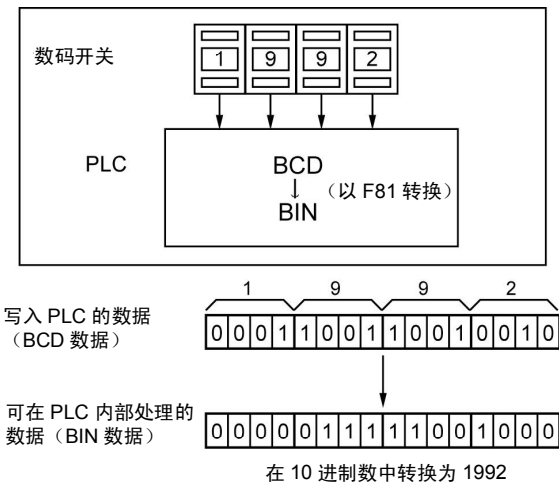 数码开关
1 9 9 2
PLC
BCD
↓
BIN
（以 F81 转换）
1 9 9 2
写入 PLC 的数据
（BCD 数据）
0 0 0 1 1 0 0 1 1 0 0 1 0 0 1 0
可在 PLC 内部处理的
数据（BIN 数据）
0 0 0 0 0 1 1 1 1 1 0 0 1 0 0 0
在 10 进制数中转换为 1992